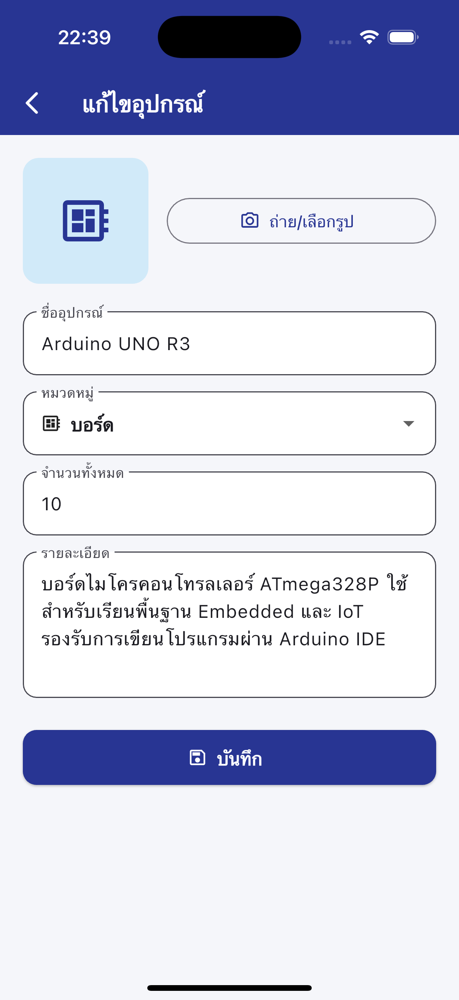 22:39
แก้ไขอุปกรณ์
ถ่าย/เลือกรูป
ชื่ออุปกรณ์
Arduino UNO R3
หมวดหมู่
บอร์ด
จำนวนทั้งหมด
10
รายละเอียด
บอร์ดไมโครคอนโทรลเลอร์ ATmega328P ใช้
สำหรับเรียนพื้นฐาน Embedded และ IoT
รองรับการเขียนโปรแกรมผ่าน Arduino IDE
บันทึก